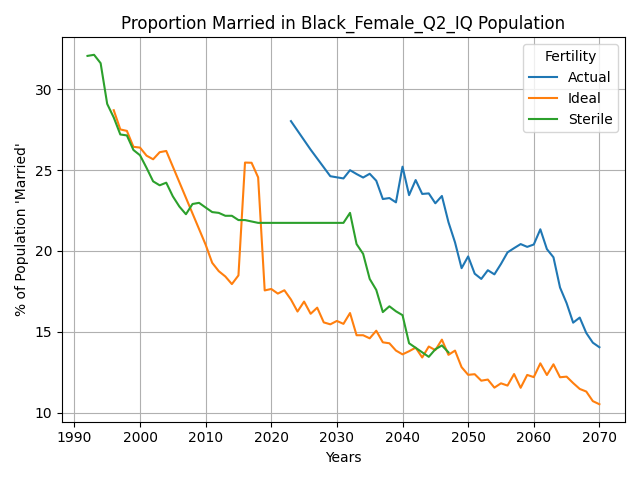 Proportion Married in Black_Female_Q2_IQ Population
% of Population 'Married'
30
25
20
15
10
Fertility
Actual
Ideal
Sterile
1990 2000 2010 2020 2030 2040 2050 2060 2070
Years